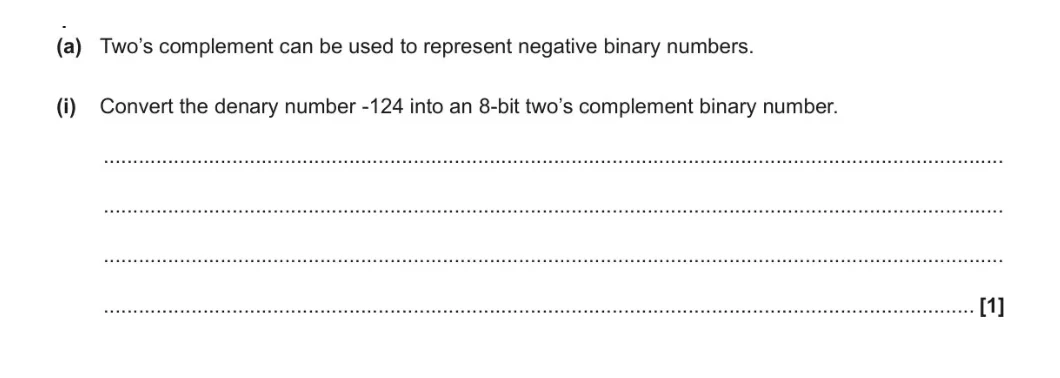 (a) Two's complement can be used to represent negative binary numbers.
(i) Convert the denary number -124 into an 8-bit two's complement binary number.
[1]